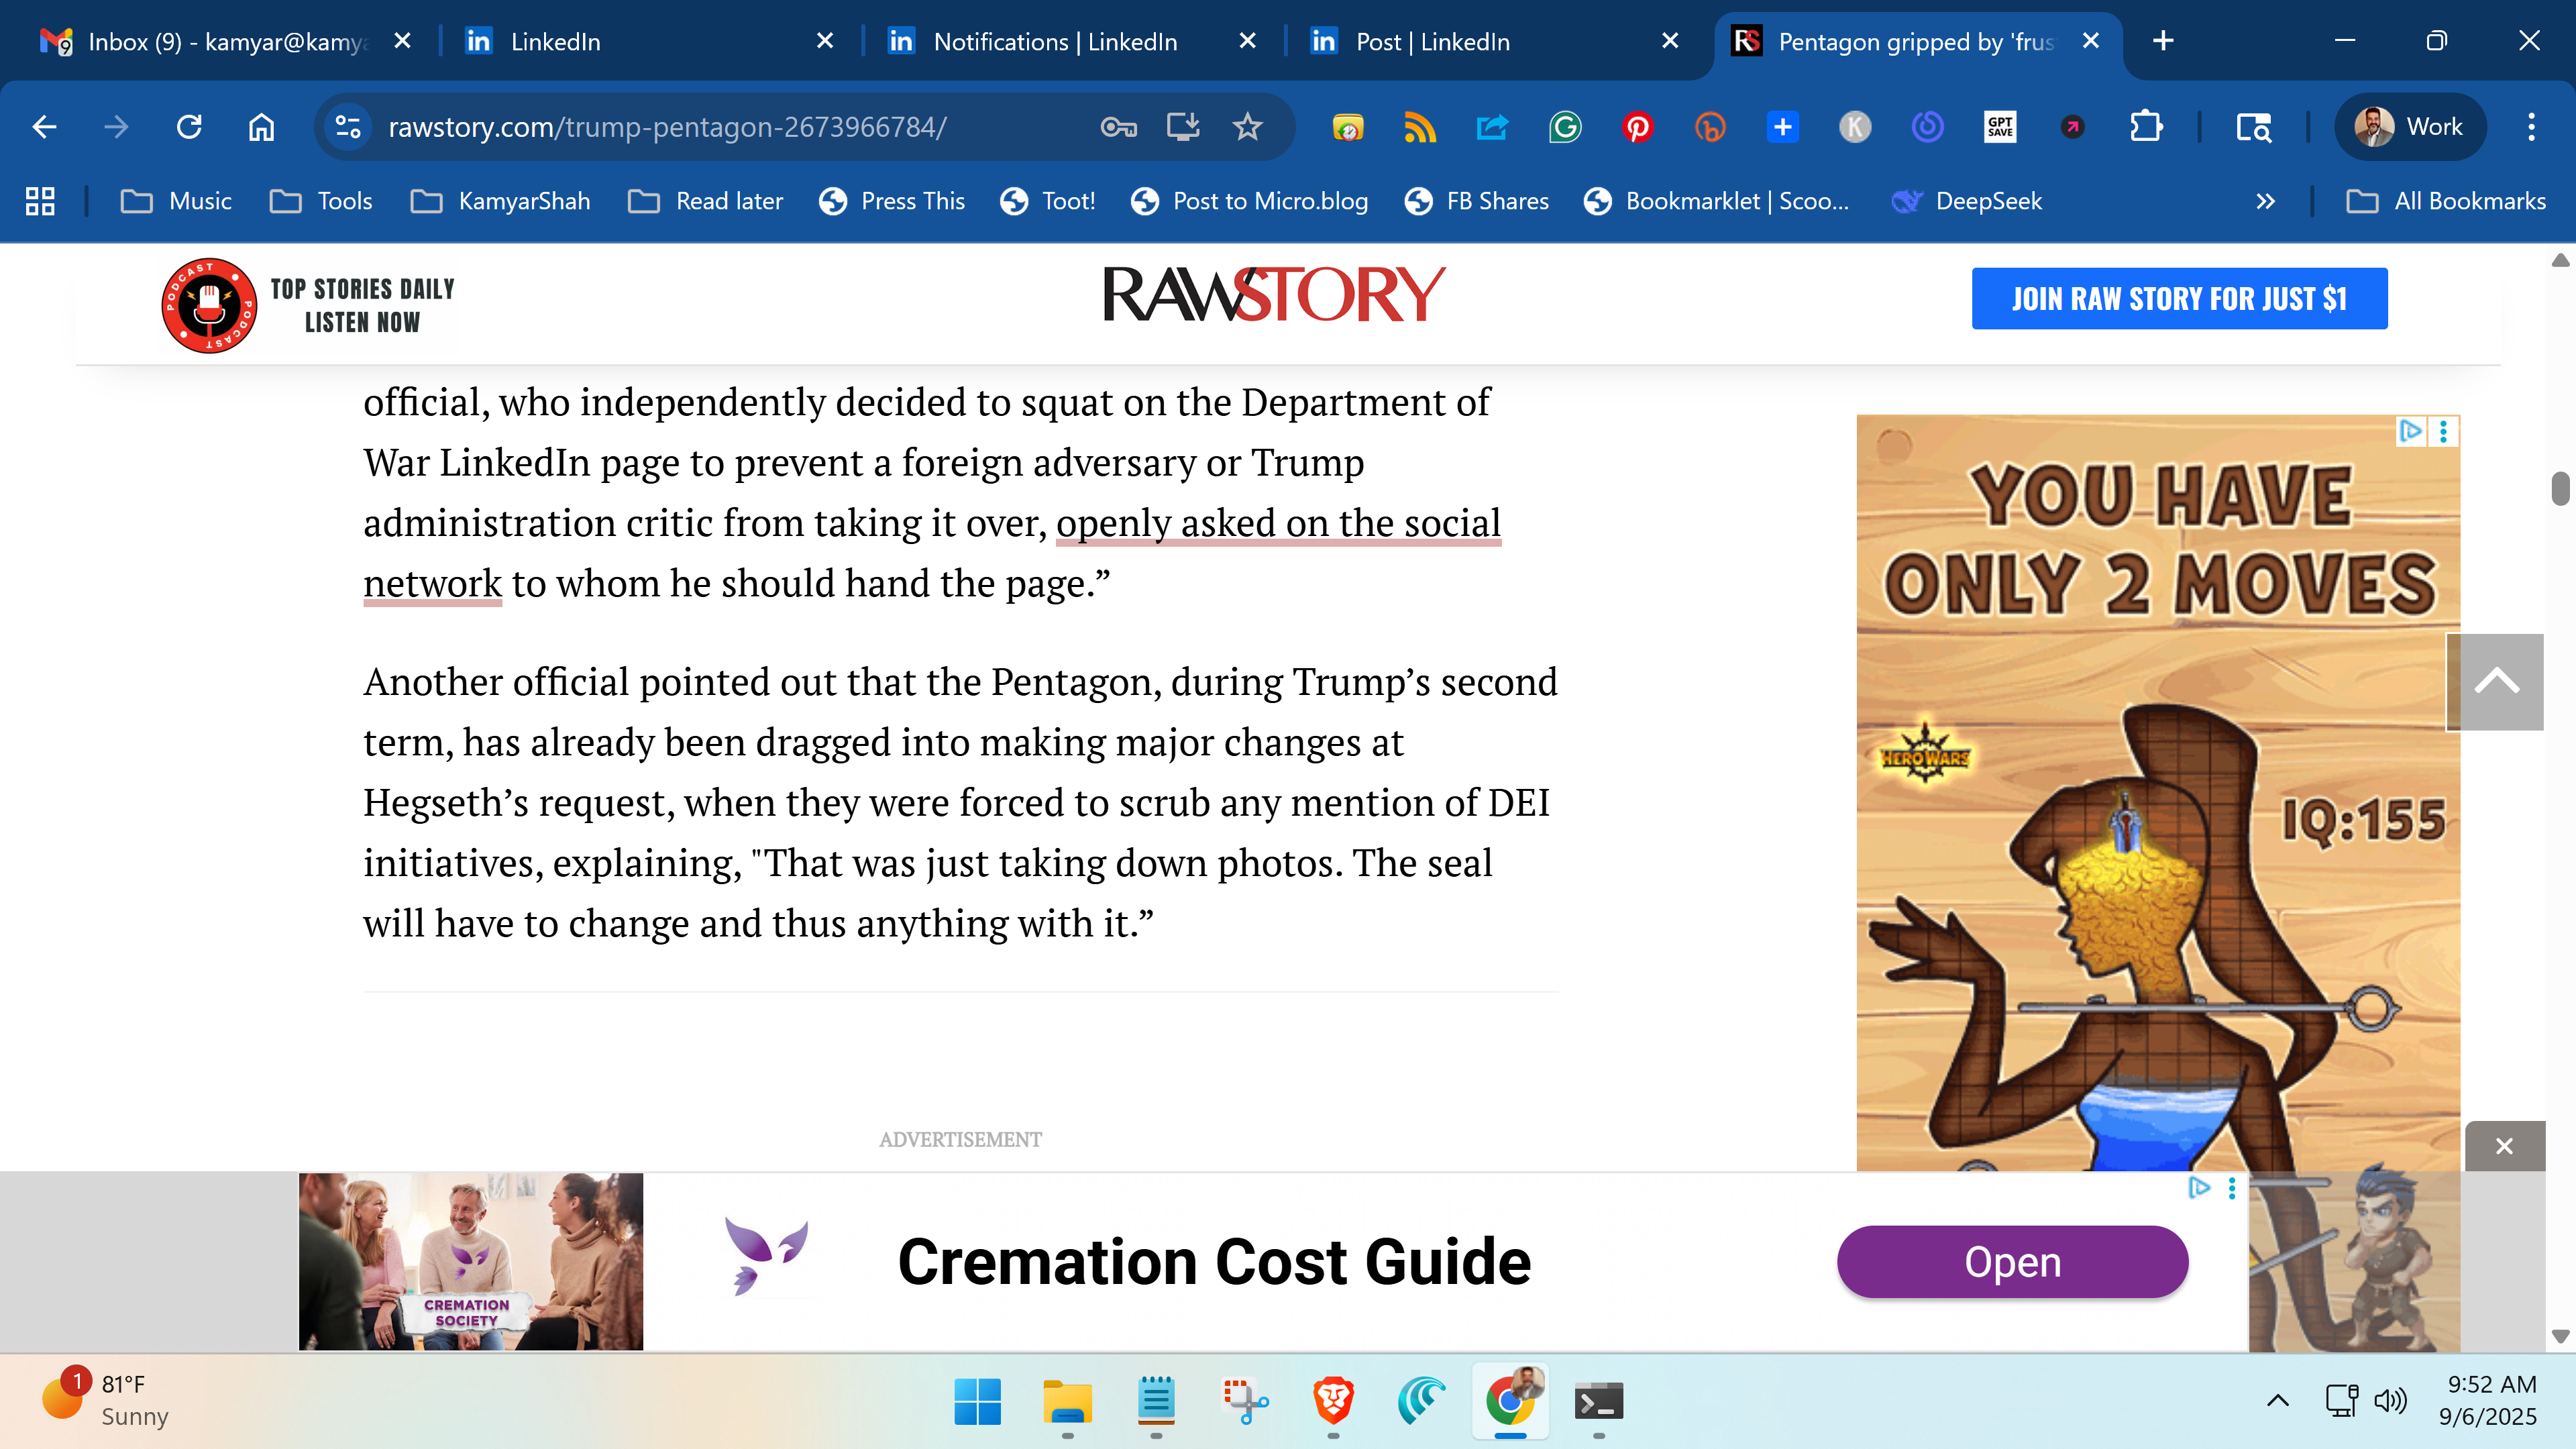 Inbox (9) - kamyar@kamya
LinkedIn
Notifications | LinkedIn
Post | LinkedIn
Pentagon gripped by 'frus
rawstory.com/trump-pentagon-2673966784/
GPT
SAVE
Work
Music
Tools
KamyarShah
Read later
Press This
Toot!
Post to Micro.blog
FB Shares
Bookmarklet | Scoo...
DeepSeek
All Bookmarks
PODCAST PODCAST
TOP STORIES DAILY
LISTEN NOW
RAWSTORY
JOIN RAW STORY FOR JUST $1
official, who independently decided to squat on the Department of
War LinkedIn page to prevent a foreign adversary or Trump
administration critic from taking it over, openly asked on the social
network to whom he should hand the page.”
Another official pointed out that the Pentagon, during Trump’s second
term, has already been dragged into making major changes at
Hegseth’s request, when they were forced to scrub any mention of DEI
initiatives, explaining, "That was just taking down photos. The seal
will have to change and thus anything with it.”
YOU HAVE
ONLY 2 MOVES
HERO WARS
IQ:155
ADVERTISEMENT
CREMATION
SOCIETY
Cremation Cost Guide
Open
1
81°F
Sunny
9:52 AM
9/6/2025